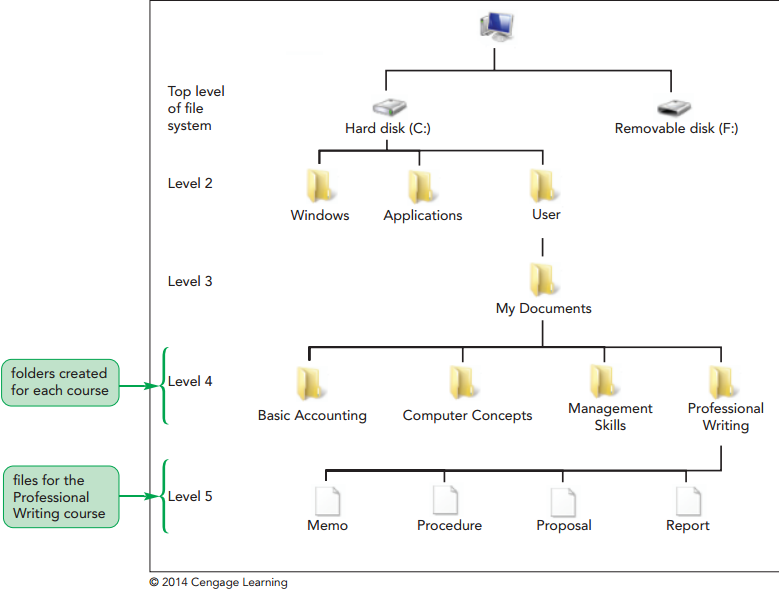 Top level
of file
system
Hard disk (C:)
Removable disk (F:)
Level 2
Windows
Applications
User
Level 3
My Documents
folders created
for each course
Level 4
Basic Accounting
Computer Concepts
Management
Skills
Professional
Writing
files for the
Professional
Writing course
Level 5
Memo
Procedure
Proposal
Report
© 2014 Cengage Learning